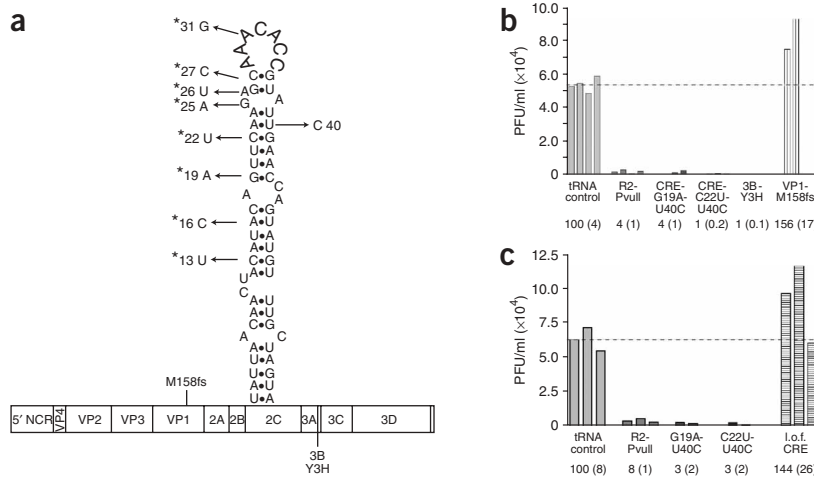 a
*31 G
A A A A C A C C
*27 C
*26 U
*25 A
*22 U
C 40
*19 A
*16 C
*13 U
M158fs
5′ NCR VP4 VP2 VP3 VP1 2A 2B 2C 3A 3C 3D
3B
Y3H
b
PFU/ml (×10⁴)
8.0
6.0
4.0
2.0
0
tRNA control
R2-PvuII
CRE-G19A-U40C
CRE-C22U-U40C
3B-Y3H
VP1-M158fs
100 (4) 4 (1) 4 (1) 1 (0.2) 1 (0.1) 156 (17
c
PFU/ml (×10⁴)
12.5
10.0
7.5
5.0
2.5
0
tRNA control
R2-PvuII
G19A-U40C
C22U-U40C
l.o.f. CRE
100 (8) 8 (1) 3 (2) 3 (2) 144 (26)